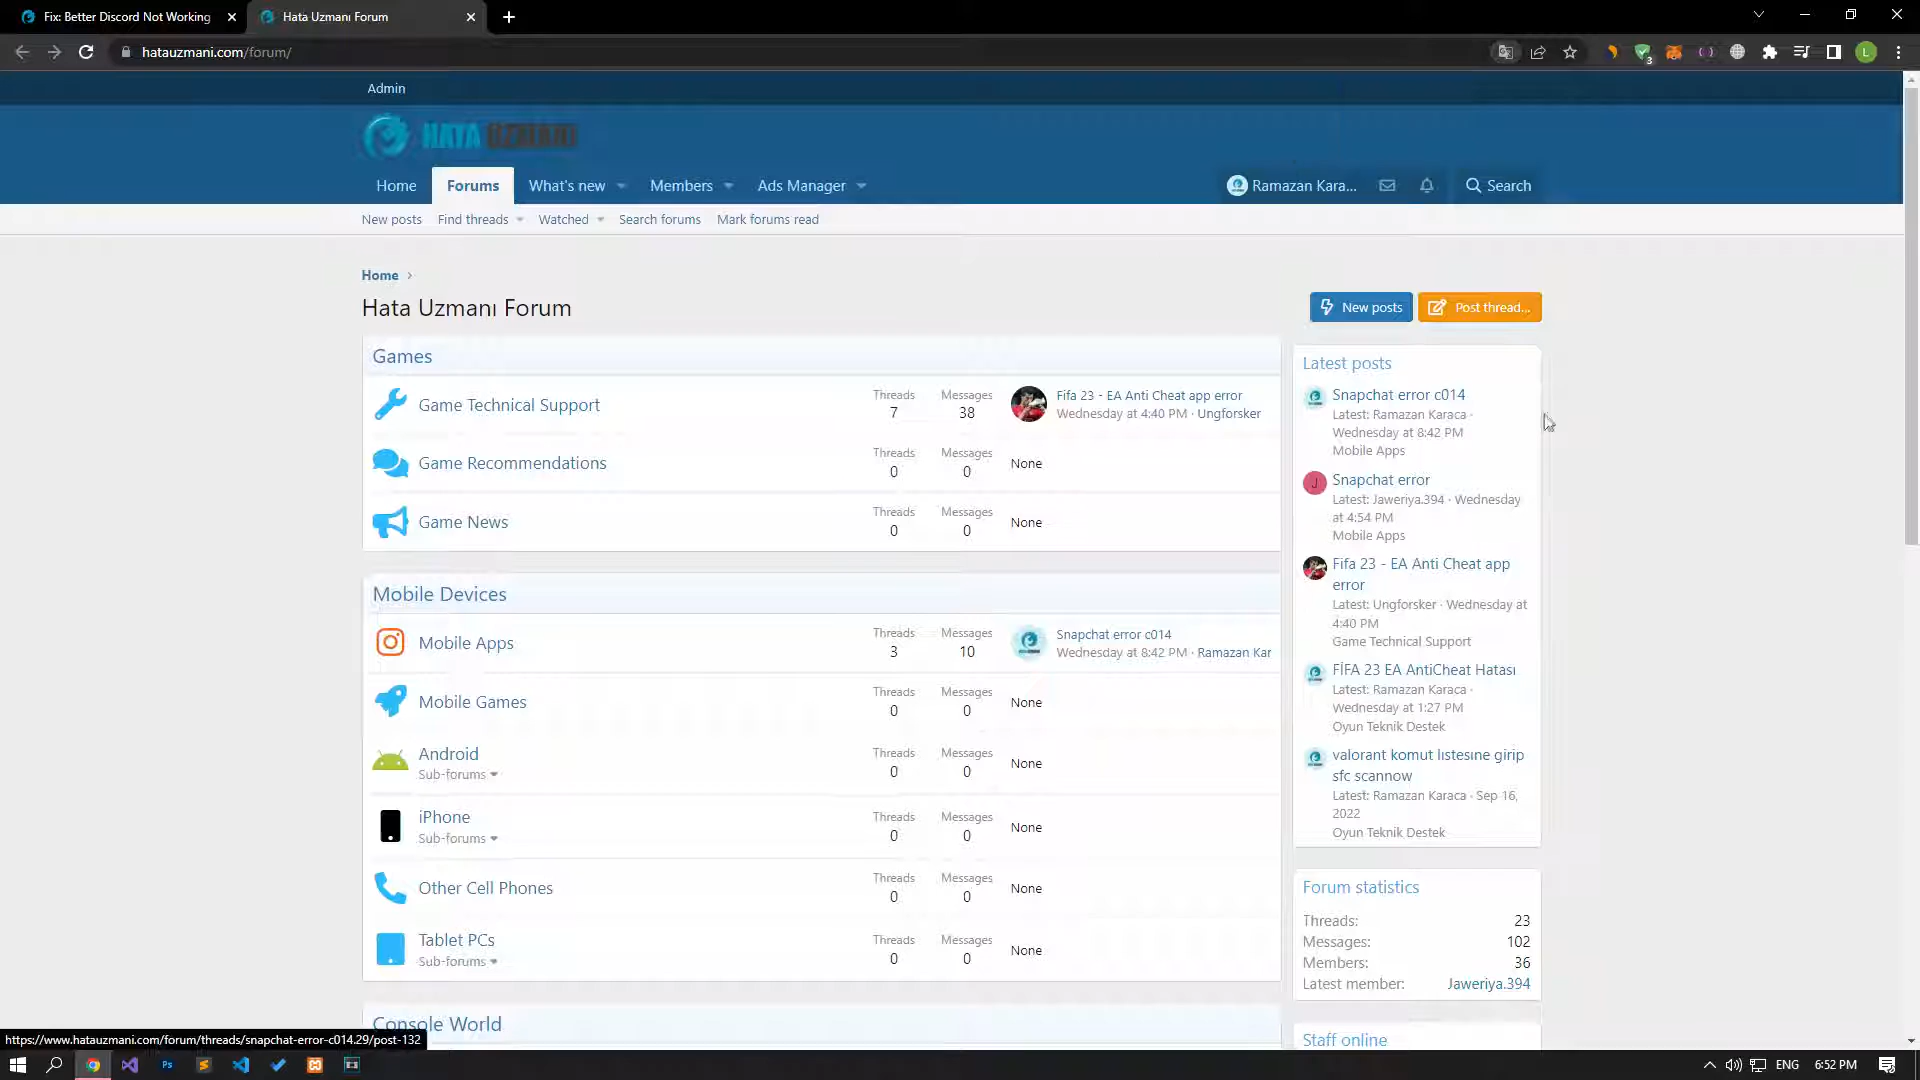 Fix: Better Discord Not Working
Hata Uzmanı Forum
hatauzmani.com/forum/
3
L
Admin
HATA UZMANI
Home
Forums
What's new
Members
Ads Manager
Ramazan Kara...
Search
New posts
Find threads
Watched
Search forums
Mark forums read
Home
Hata Uzmanı Forum
New posts
Post thread...
Games
Game Technical Support
Threads
7
Messages
38
Fifa 23 - EA Anti Cheat app error
Wednesday at 4:40 PM · Ungforsker
Game Recommendations
Threads
0
Messages
0
None
Game News
Threads
0
Messages
0
None
Mobile Devices
Mobile Apps
Threads
3
Messages
10
Snapchat error c014
Wednesday at 8:42 PM · Ramazan Kar
Mobile Games
Threads
0
Messages
0
None
Android
Sub-forums
Threads
0
Messages
0
None
iPhone
Sub-forums
Threads
0
Messages
0
None
Other Cell Phones
Threads
0
Messages
0
None
Tablet PCs
Sub-forums
Threads
0
Messages
0
None
Console World
Latest posts
Snapchat error c014
Latest: Ramazan Karaca ·
Wednesday at 8:42 PM
Mobile Apps
J
Snapchat error
Latest: Jaweriya.394 · Wednesday
at 4:54 PM
Mobile Apps
Fifa 23 - EA Anti Cheat app
error
Latest: Ungforsker · Wednesday at
4:40 PM
Game Technical Support
FİFA 23 EA AntiCheat Hatası
Latest: Ramazan Karaca ·
Wednesday at 1:27 PM
Oyun Teknik Destek
valorant komut lıstesıne girip
sfc scannow
Latest: Ramazan Karaca · Sep 16,
2022
Oyun Teknik Destek
Forum statistics
Threads: 23
Messages: 102
Members: 36
Latest member: Jaweriya.394
Staff online
https://www.hatauzmani.com/forum/threads/snapchat-error-c014.29/post-132
Ps
ENG
6:52 PM